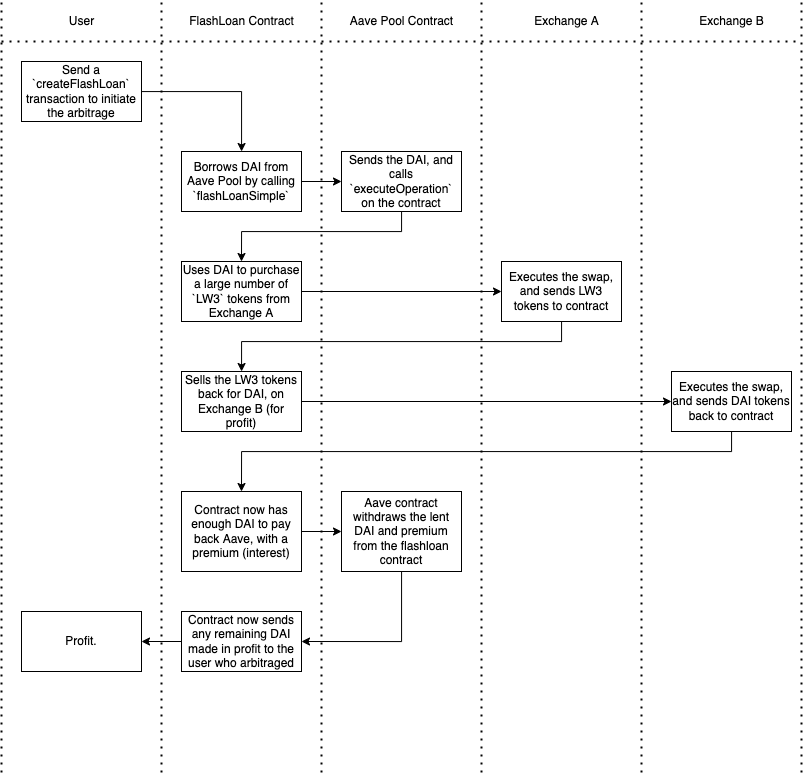 User
FlashLoan Contract
Aave Pool Contract
Exchange A
Exchange B
Send a
`createFlashLoan`
transaction to initiate
the arbitrage
Borrows DAI from
Aave Pool by calling
`flashLoanSimple`
Sends the DAI, and
calls
`executeOperation`
on the contract
Uses DAI to purchase
a large number of
`LW3` tokens from
Exchange A
Executes the swap,
and sends LW3
tokens to contract
Sells the LW3 tokens
back for DAI, on
Exchange B (for
profit)
Executes the swap,
and sends DAI tokens
back to contract
Contract now has
enough DAI to pay
back Aave, with a
premium (interest)
Aave contract
withdraws the lent
DAI and premium
from the flashloan
contract
Contract now sends
any remaining DAI
made in profit to the
user who arbitraged
Profit.